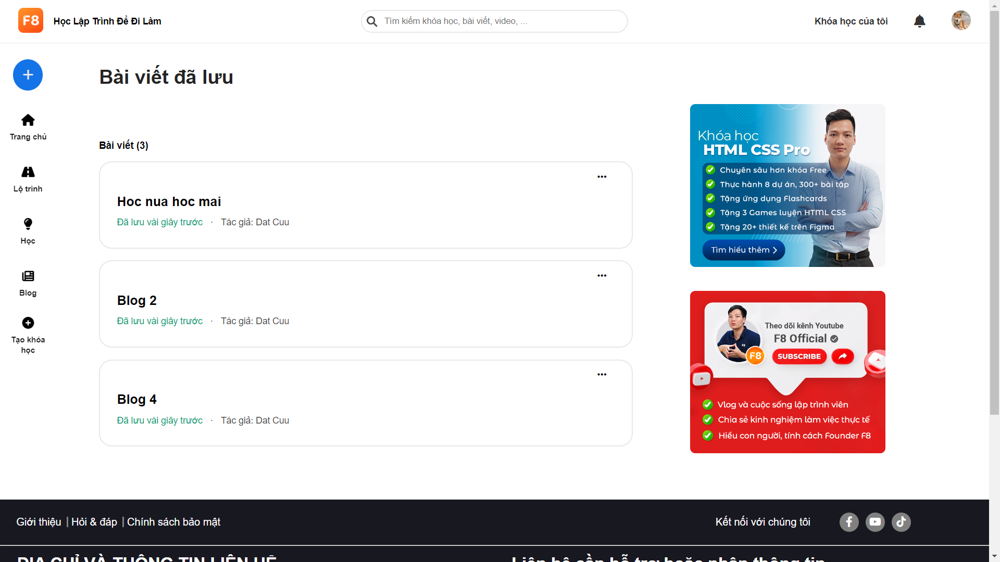 F8
Học Lập Trình Để Đi Làm
Tìm kiếm khóa học, bài viết, video, ...
Khóa học của tôi
Trang chủ
Lộ trình
Học
Blog
Tạo khóa
học
Bài viết đã lưu
Bài viết (3)
Hoc nua hoc mai
Đã lưu vài giây trước · Tác giả: Dat Cuu
Blog 2
Đã lưu vài giây trước · Tác giả: Dat Cuu
Blog 4
Đã lưu vài giây trước · Tác giả: Dat Cuu
Khóa học
HTML CSS Pro
Chuyên sâu hơn khóa Free
Thực hành 8 dự án, 300+ bài tập
Tặng ứng dụng Flashcards
Tặng 3 Games luyện HTML CSS
Tặng 20+ thiết kế trên Figma
Tìm hiểu thêm
Theo dõi kênh Youtube
F8 Official
F8
F8
SUBSCRIBE
Vlog và cuộc sống lập trình viên
Chia sẻ kinh nghiệm làm việc thực tế
Hiểu con người, tính cách Founder F8
Giới thiệu | Hỏi & đáp | Chính sách bảo mật
Kết nối với chúng tôi
ĐỊA CHỈ VÀ THÔNG TIN LIÊN HỆ
Liên hệ cần hỗ trợ hoặc nhận thông tin